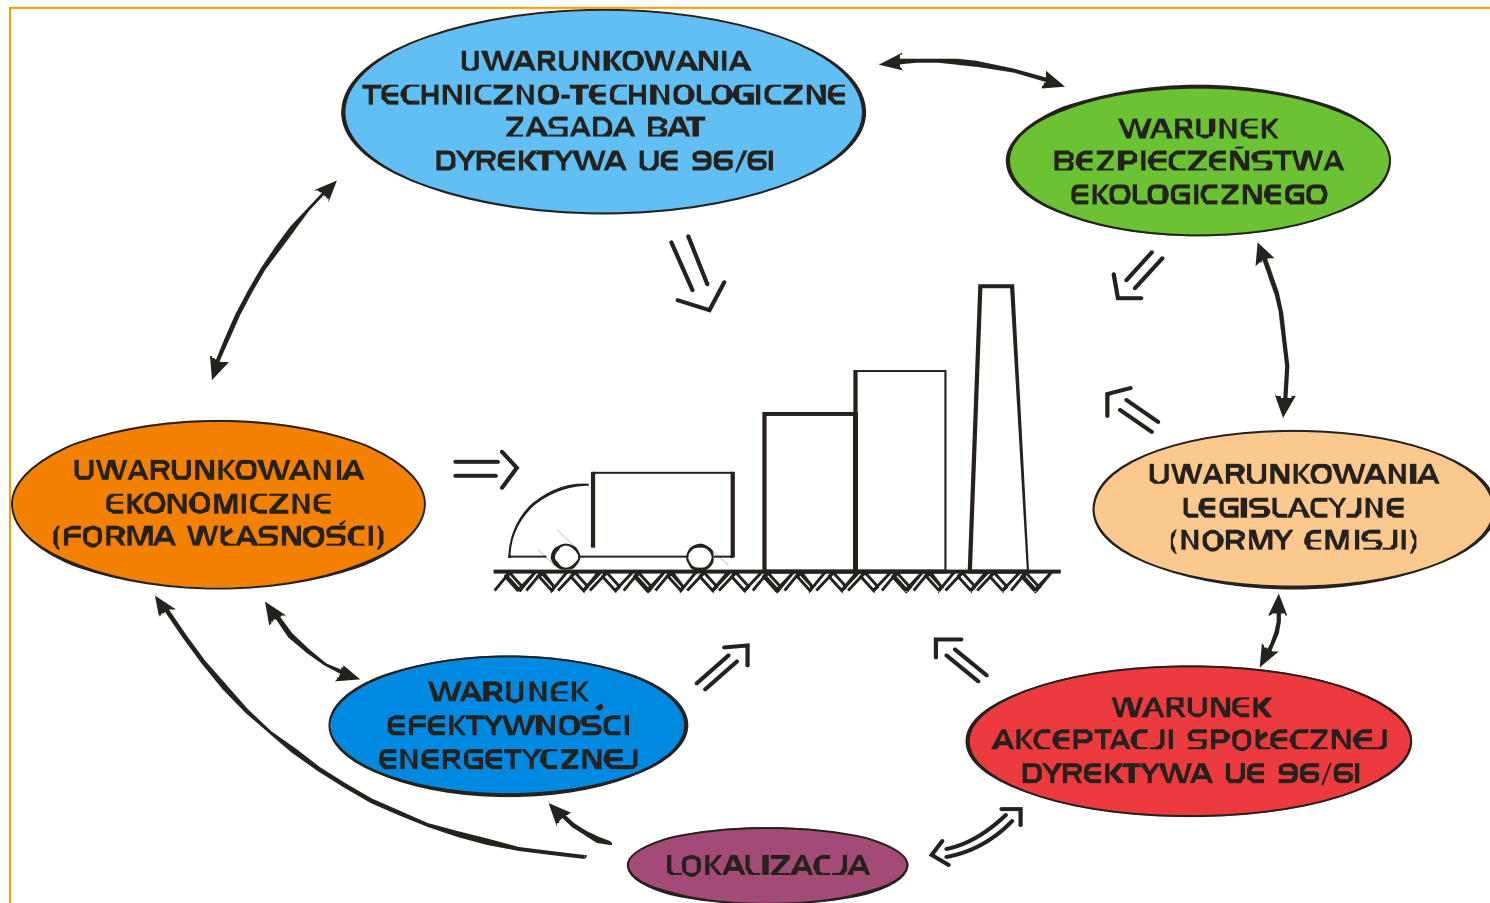 UWARUNKOWANIA
TECHNICZNO-TECHNOLOGICZNE
ZASADA BAT
DYREKTYWA UE 96/61
WARUNEK
BEZPIECZEŃSTWA
EKOLOGICZNEGO
UWARUNKOWANIA
EKONOMICZNE
(FORMA WŁASNOŚCI)
UWARUNKOWANIA
LEGISLACYJNE
(NORMY EMISJI)
WARUNEK
EFEKTYWNOŚCI
ENERGETYCZNEJ
WARUNEK
AKCEPTACJI SPOŁECZNEJ
DYREKTYWA UE 96/61
LOKALIZACJA